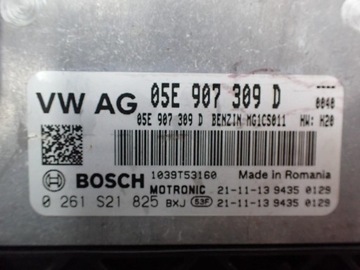 VW AG 05E 907 309 D
0040
05E 907 309 D BENZIN MG1CS011 HW: H20
BOSCH 1039T53160 Made in Romania
MOTRONIC 21-11-13 9435 0129
0 261 S21 825 BXJ 53F 21-11-13 9435 0129